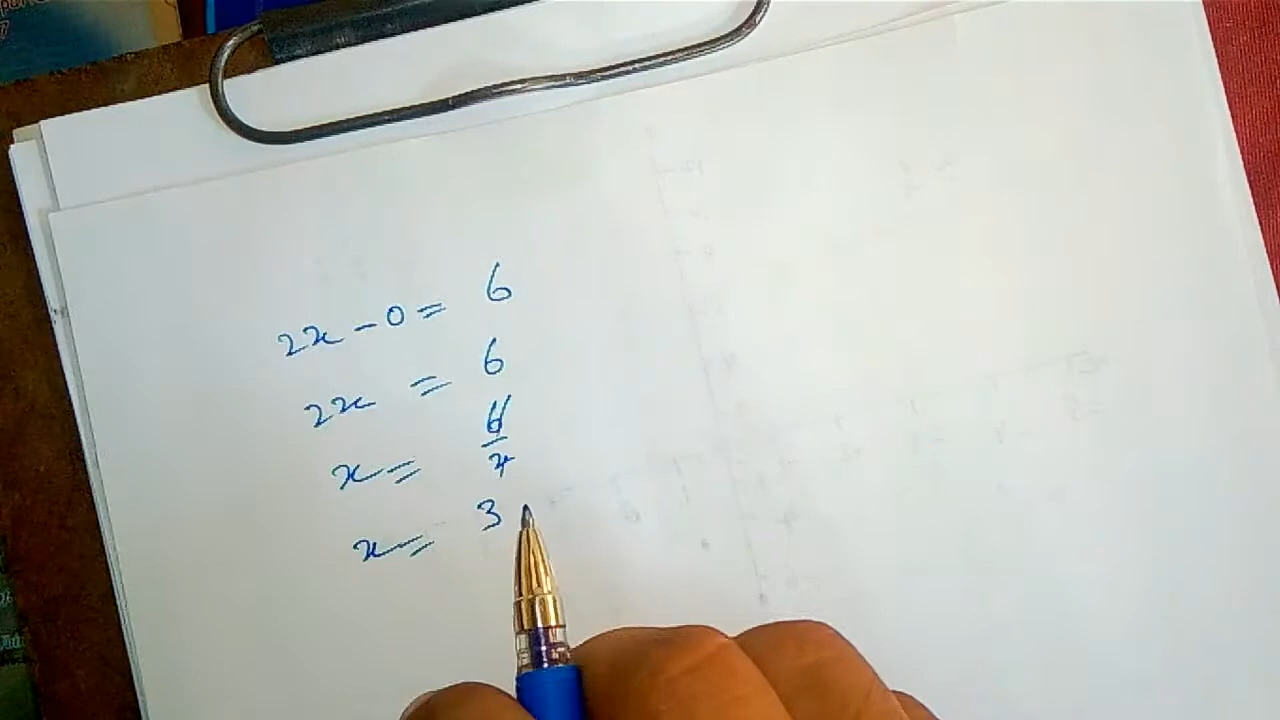 2x - 0 = 6
2x = 6
x = 6/2
x = 3